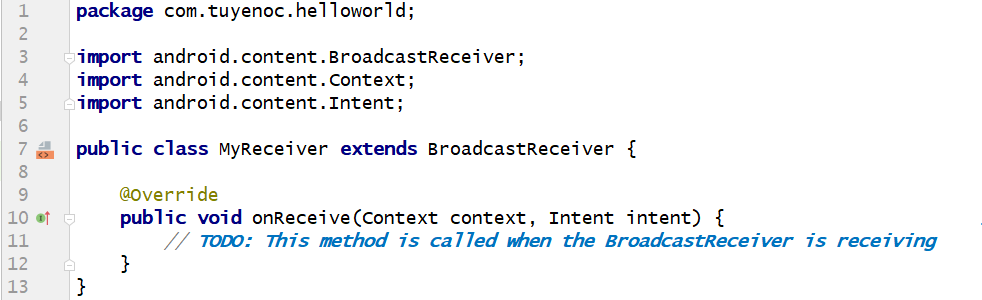 1 package com.tuyenoc.helloworld;
2
3 import android.content.BroadcastReceiver;
4 import android.content.Context;
5 import android.content.Intent;
6
7 public class MyReceiver extends BroadcastReceiver {
8
9     @Override
10     public void onReceive(Context context, Intent intent) {
11         // TODO: This method is called when the BroadcastReceiver is receiving
12     }
13 }